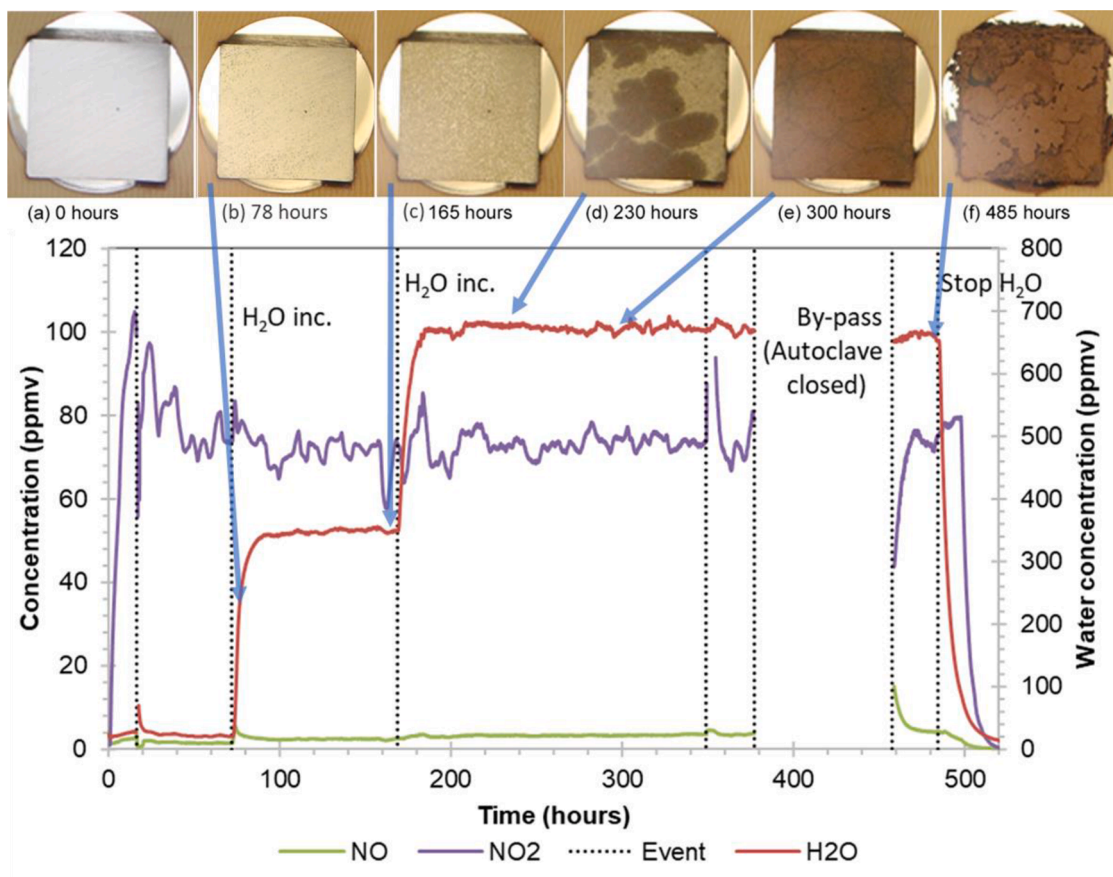 (a) 0 hours
(b) 78 hours
(c) 165 hours
(d) 230 hours
(e) 300 hours
(f) 485 hours
120
100
80
60
40
20
0
Concentration (ppmv)
H₂O inc.
H₂O inc.
By-pass
(Autoclave
closed)
Stop H₂O
800
700
600
500
400
300
200
100
0
Water concentration (ppmv)
0
100
200
300
400
500
Time (hours)
NO
NO2
Event
H2O